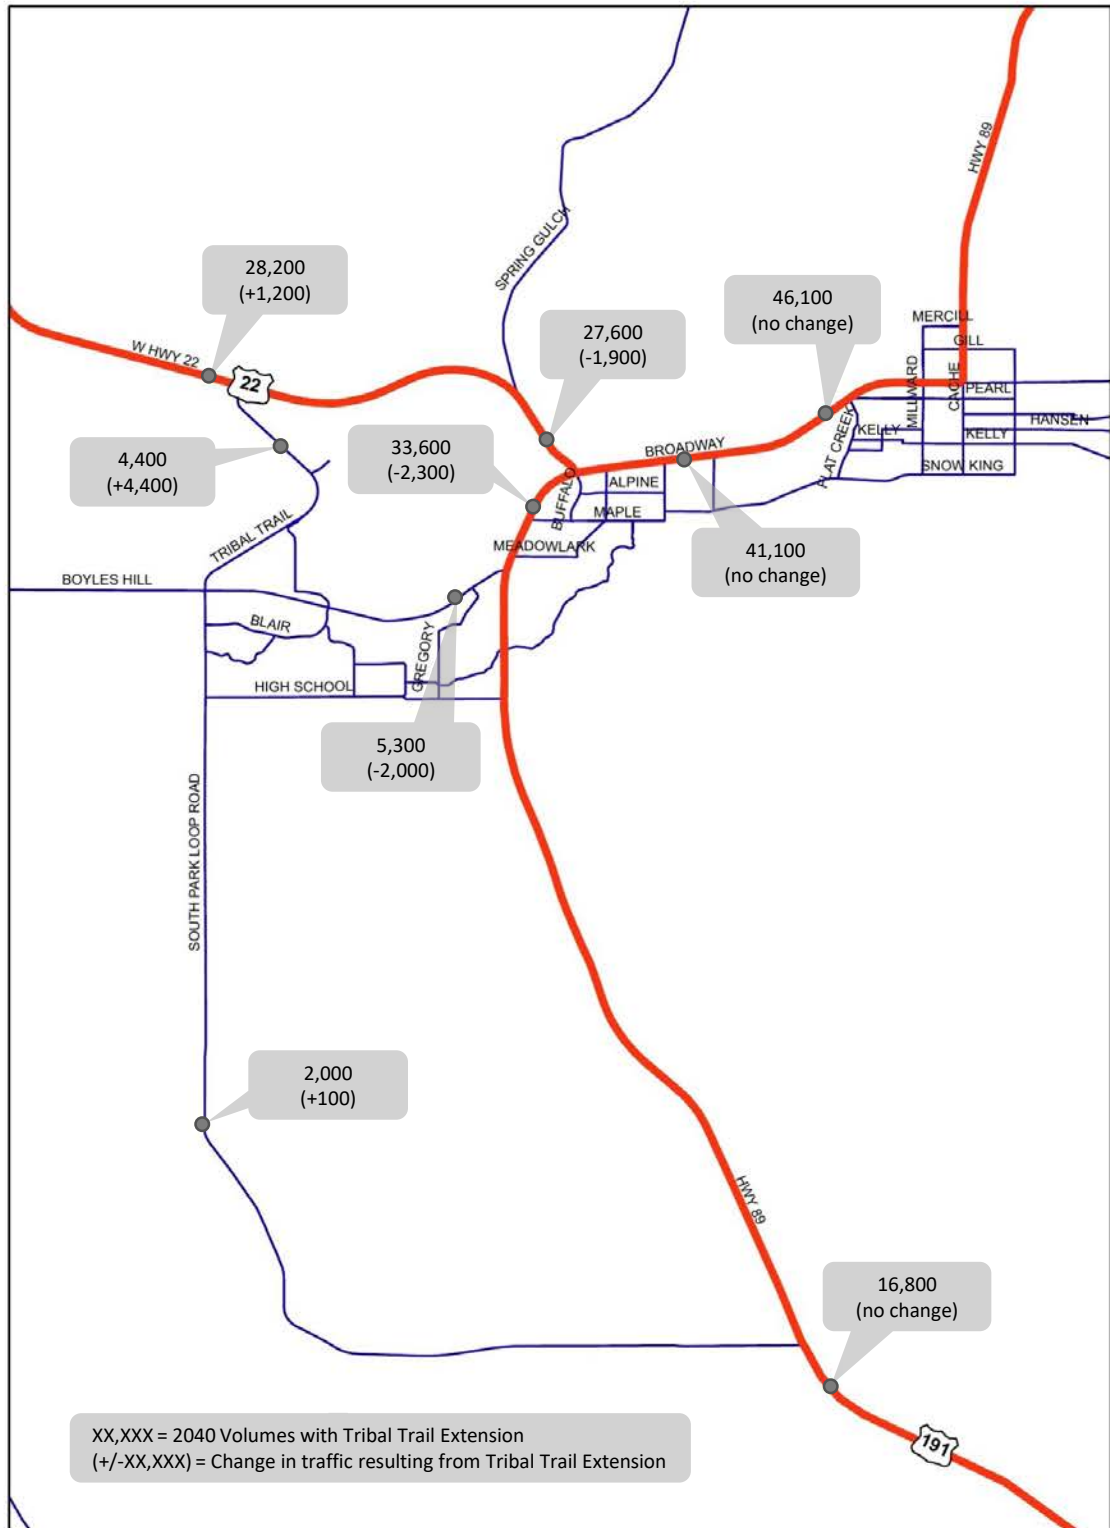 HWY 89
SPRING GULCH
28,200
(+1,200)
46,100
(no change)
27,600
(-1,900)
MERCILL
GILL
W HWY 22
22
MILLWARD
CACHE
PEARL
HANSEN
KELLY
KELLY
FLAT CREEK
SNOW KING
33,600
(-2,300)
BROADWAY
4,400
(+4,400)
BUFFALO
ALPINE
MAPLE
MEADOWLARK
41,100
(no change)
TRIBAL TRAIL
BOYLES HILL
BLAIR
GREGORY
HIGH SCHOOL
5,300
(-2,000)
SOUTH PARK LOOP ROAD
2,000
(+100)
HWY 89
16,800
(no change)
191
XX,XXX = 2040 Volumes with Tribal Trail Extension
(+/-XX,XXX) = Change in traffic resulting from Tribal Trail Extension